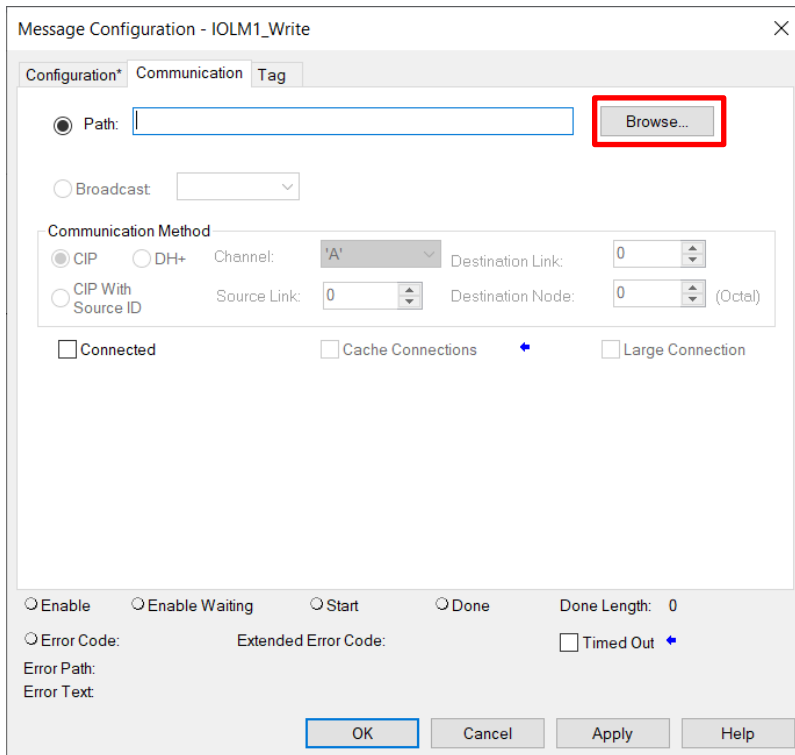 Message Configuration - IOLM1_Write
Configuration* Communication Tag
Path: Browse...
Broadcast:
Communication Method
CIP DH+ Channel: 'A' Destination Link: 0
CIP With Source ID Source Link: 0 Destination Node: 0 (Octal)
Connected Cache Connections Large Connection
Enable Enable Waiting Start Done Done Length: 0
Error Code: Extended Error Code: Timed Out
Error Path:
Error Text:
OK Cancel Apply Help